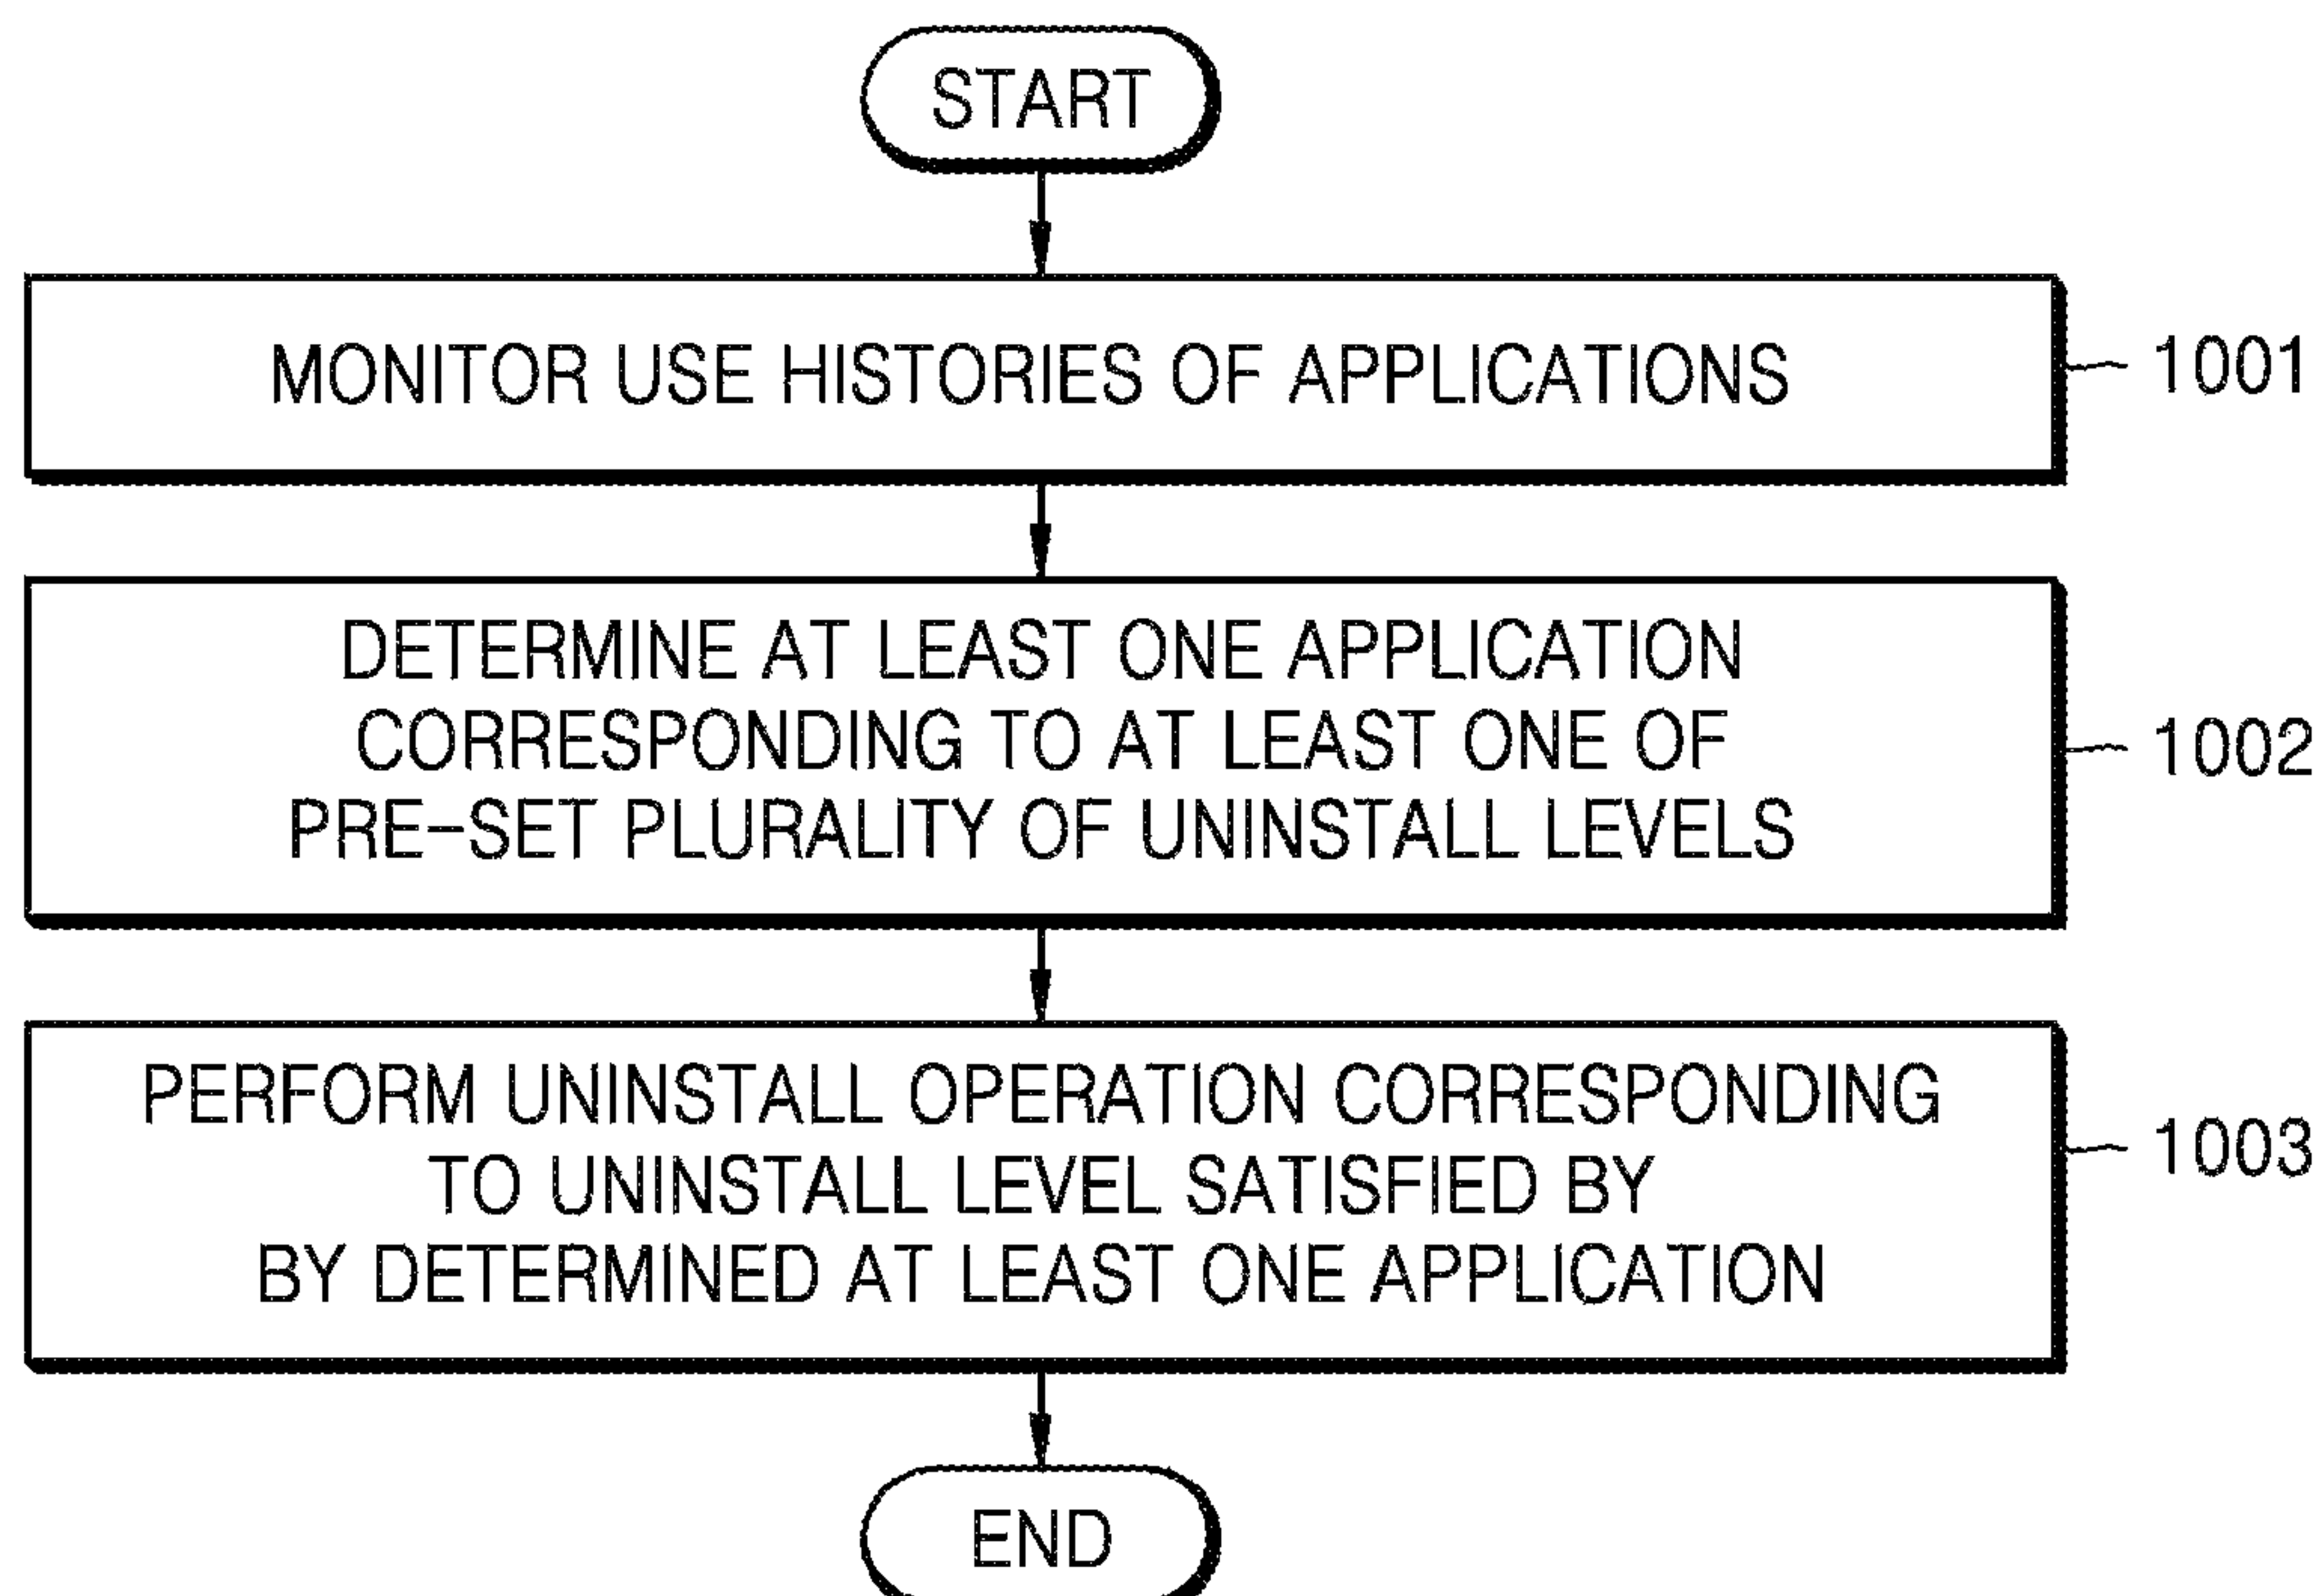 START
MONITOR USE HISTORIES OF APPLICATIONS
1001
DETERMINE AT LEAST ONE APPLICATION
CORRESPONDING TO AT LEAST ONE OF
PRE-SET PLURALITY OF UNINSTALL LEVELS
1002
PERFORM UNINSTALL OPERATION CORRESPONDING
TO UNINSTALL LEVEL SATISFIED BY
BY DETERMINED AT LEAST ONE APPLICATION
1003
END